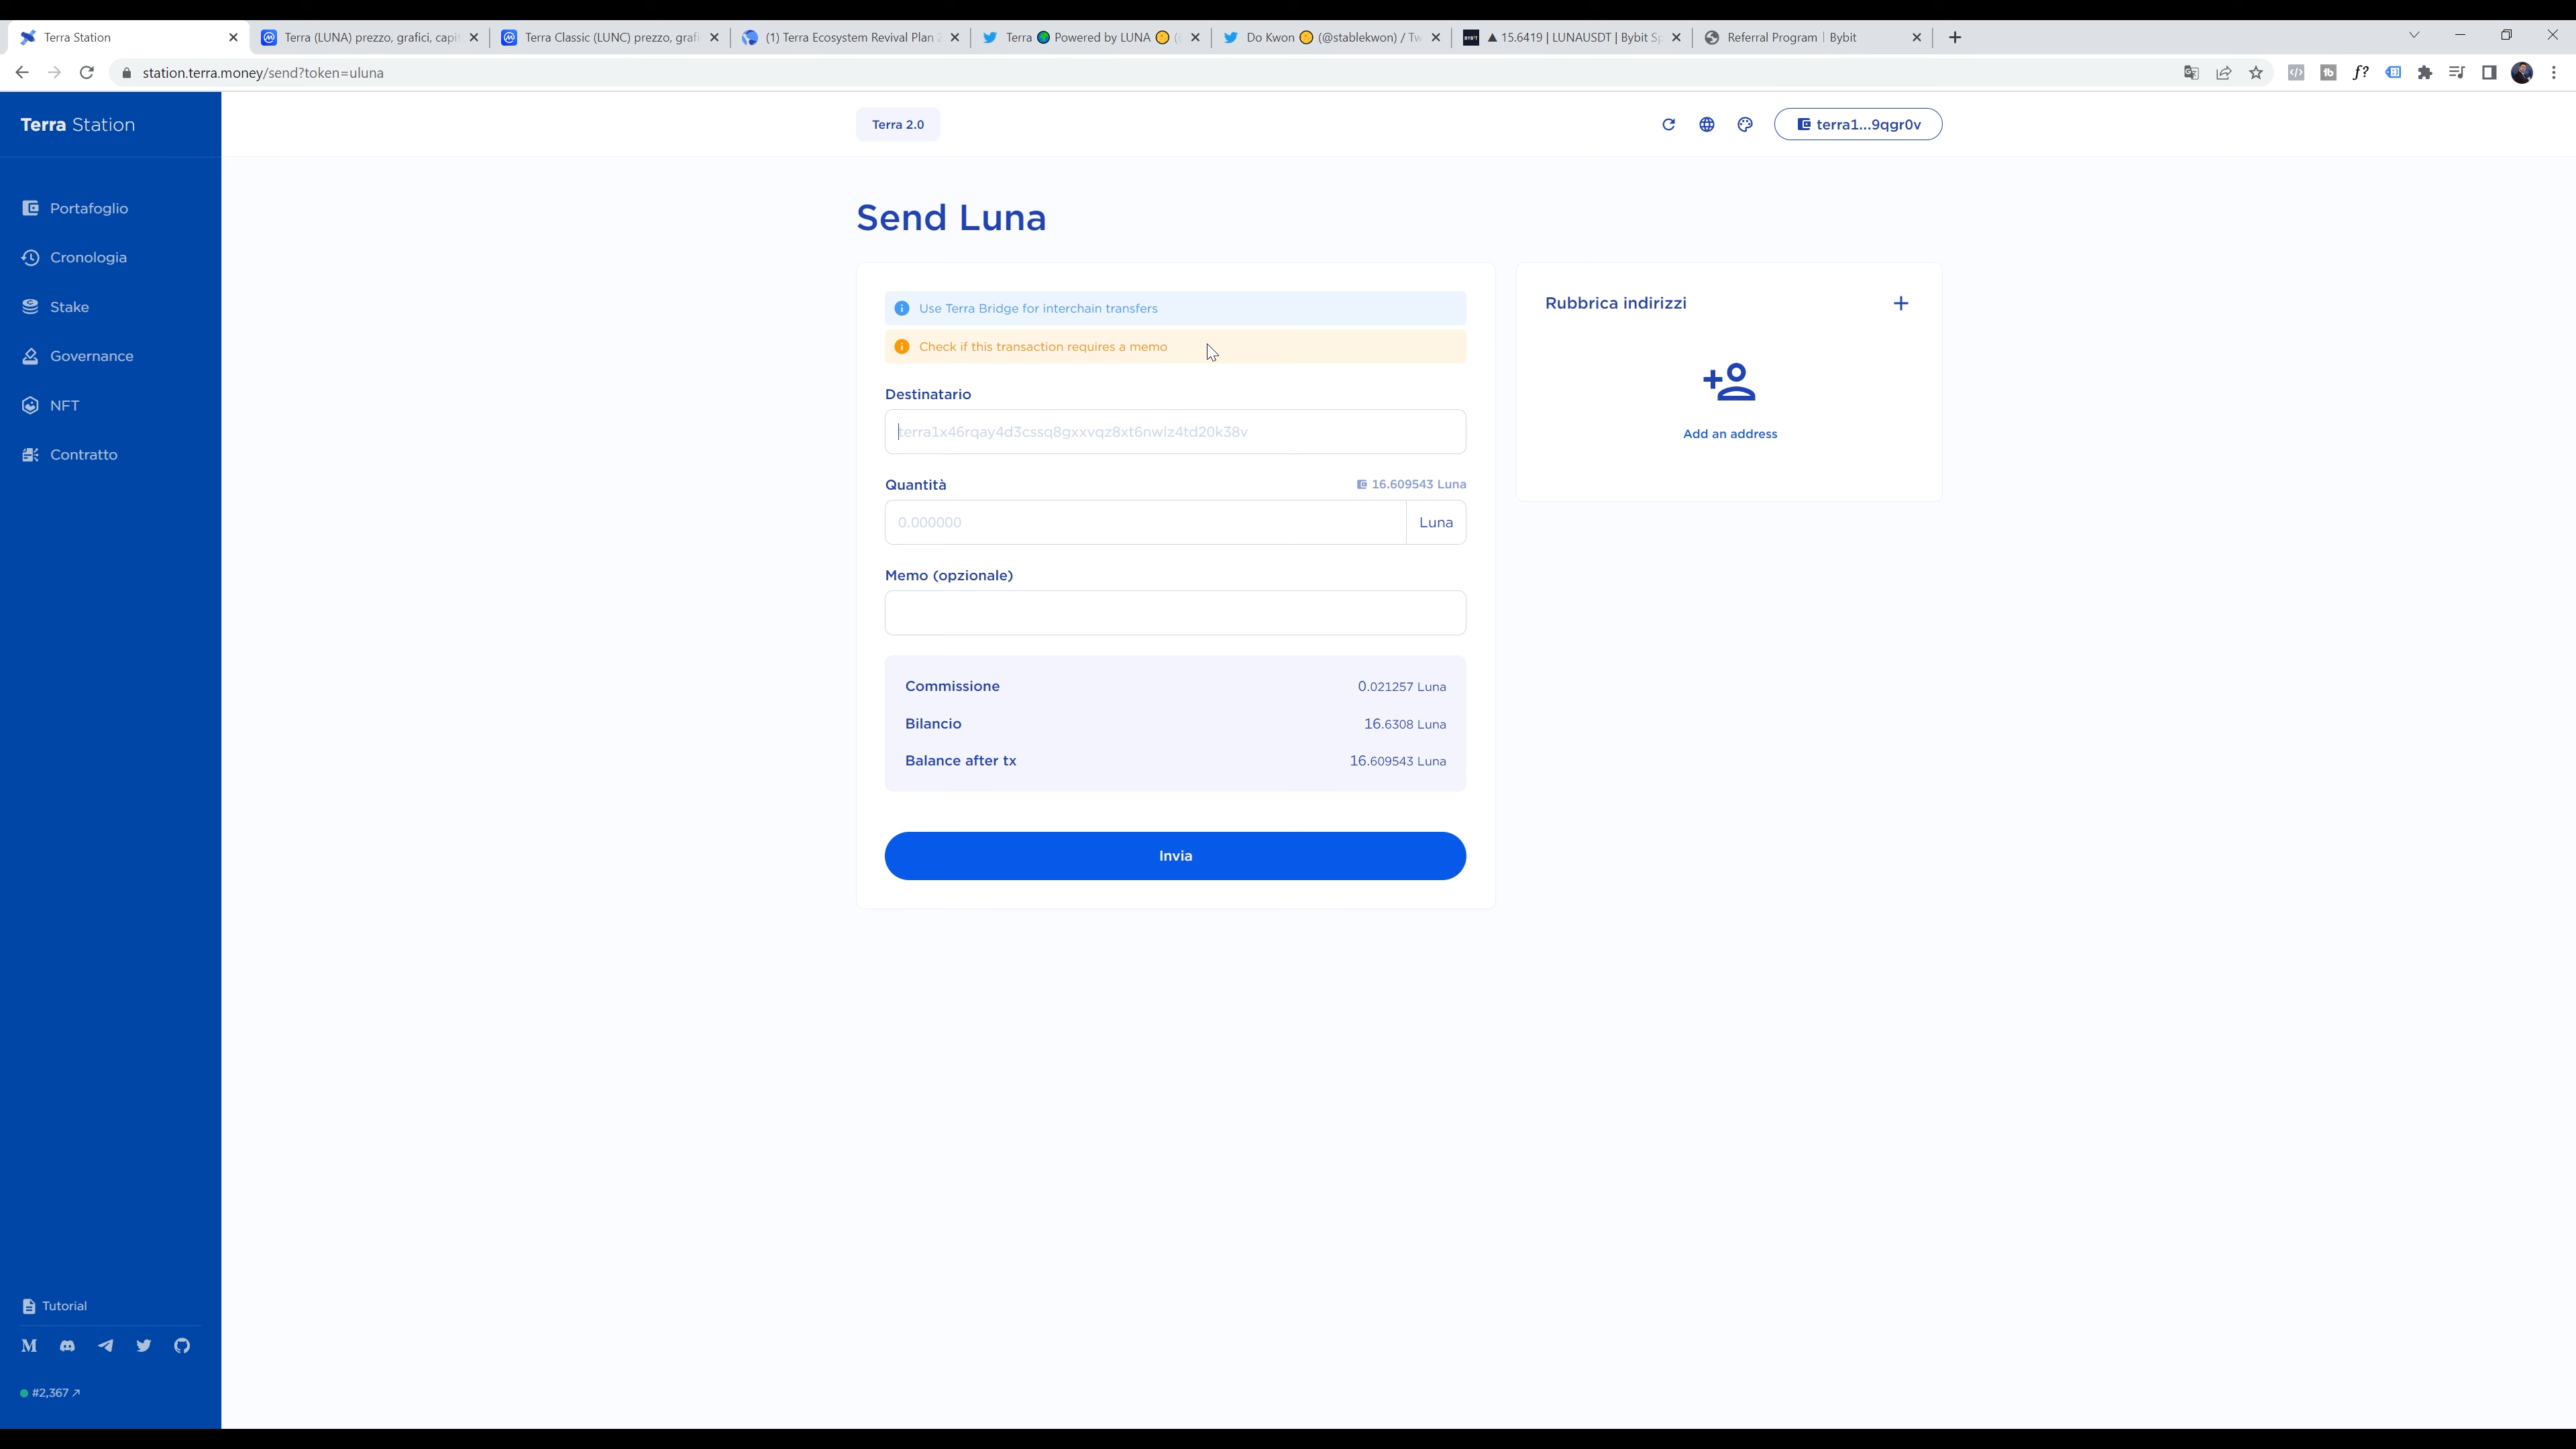 Terra Station
Terra (LUNA) prezzo, grafici, capit
Terra Classic (LUNC) prezzo, grafi
(1) Terra Ecosystem Revival Plan 2
Terra 🌍 Powered by LUNA 🌕 (
Do Kwon 🌕 (@stablekwon) / Tw
▲ 15.6419 | LUNAUSDT | Bybit Sp
Referral Program | Bybit
station.terra.money/send?token=uluna
Terra Station
Terra 2.0
terra1...9qgr0v
Portafoglio
Cronologia
Stake
Governance
NFT
Contratto
Send Luna
Use Terra Bridge for interchain transfers
Check if this transaction requires a memo
Destinatario
terra1x46rqay4d3cssq8gxxvqz8xt6nwlz4td20k38v
Quantità
16.609543 Luna
0.000000
Luna
Memo (opzionale)
Commissione
0.021257 Luna
Bilancio
16.6308 Luna
Balance after tx
16.609543 Luna
Invia
Rubbrica indirizzi
Add an address
Tutorial
#2,367